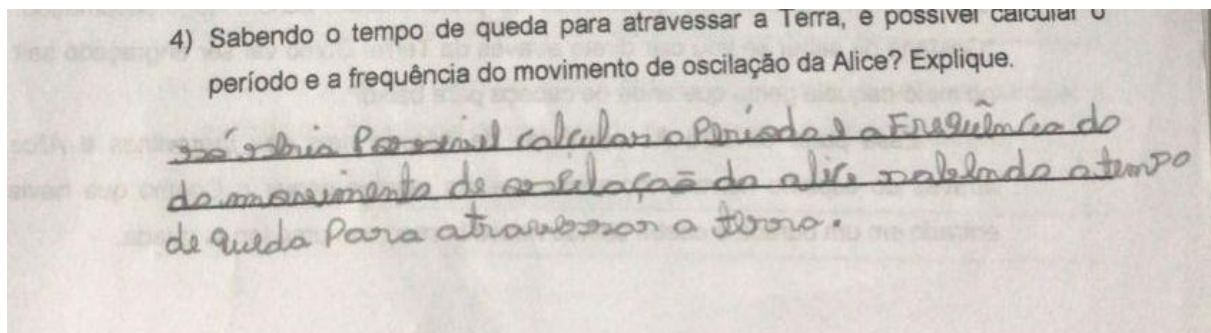 4) Sabendo o tempo de queda para atravessar a Terra, é possível calcular o
período e a frequência do movimento de oscilação da Alice? Explique.
só seria Possivel calcular o Período e a Frequência do
do movimento de oscilação da alice sabendo o tempo
de queda Para atravessar a terra.